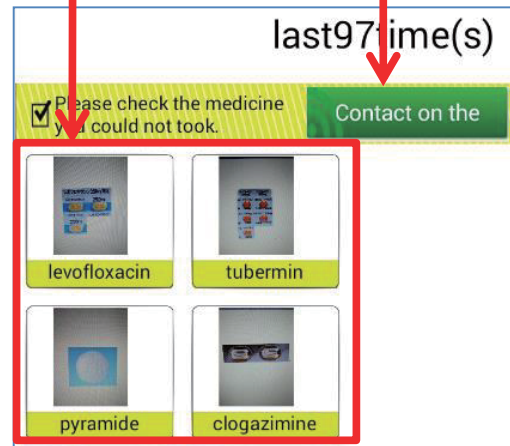 last97time(s)
Please check the medicine
you could not took.
Contact on the
levofloxacin
tubermin
pyramide
clogazimine